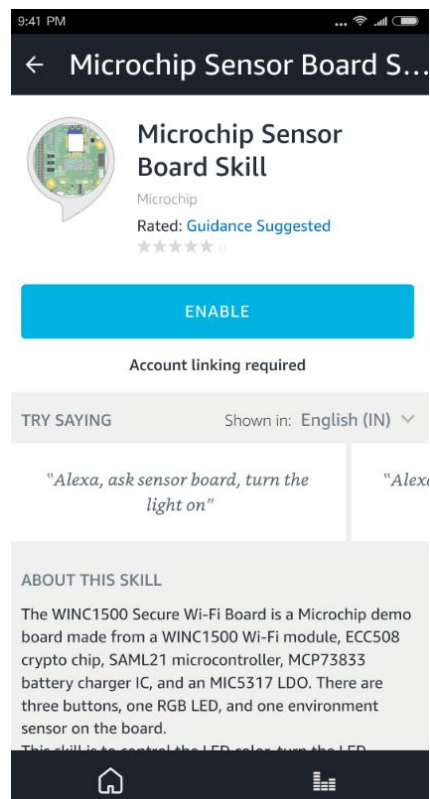 9:41 PM
Microchip Sensor Board S...
Microchip Sensor
Board Skill
Microchip
Rated: Guidance Suggested
0
ENABLE
Account linking required
TRY SAYING
Shown in: English (IN)
"Alexa, ask sensor board, turn the
light on"
"Alexa
ABOUT THIS SKILL
The WINC1500 Secure Wi-Fi Board is a Microchip demo
board made from a WINC1500 Wi-Fi module, ECC508
crypto chip, SAML21 microcontroller, MCP73833
battery charger IC, and an MIC5317 LDO. There are
three buttons, one RGB LED, and one environment
sensor on the board.
This skill is to control the LED color, turn the LED